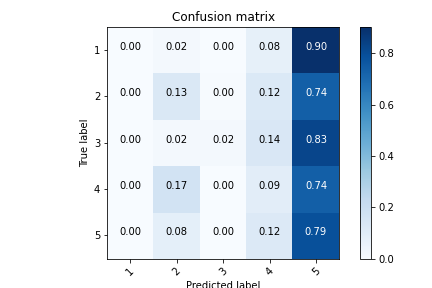 Confusion matrix
True label
1 0.00 0.02 0.00 0.08 0.90
2 0.00 0.13 0.00 0.12 0.74
3 0.00 0.02 0.02 0.14 0.83
4 0.00 0.17 0.00 0.09 0.74
5 0.00 0.08 0.00 0.12 0.79
1 2 3 4 5
Predicted label
0.8
0.6
0.4
0.2
0.0